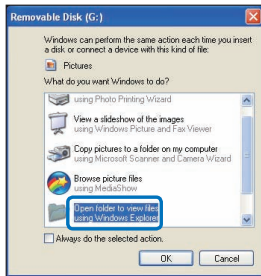 Removable Disk (G:)
Windows can perform the same action each time you insert
a disk or connect a device with this kind of file:
Pictures
What do you want Windows to do?
using Photo Printing Wizard
View a slideshow of the images
using Windows Picture and Fax Viewer
Copy pictures to a folder on my computer
using Microsoft Scanner and Camera Wizard
Browse picture files
using MediaShow
Open folder to view files
using Windows Explorer
Always do the selected action.
OK
Cancel